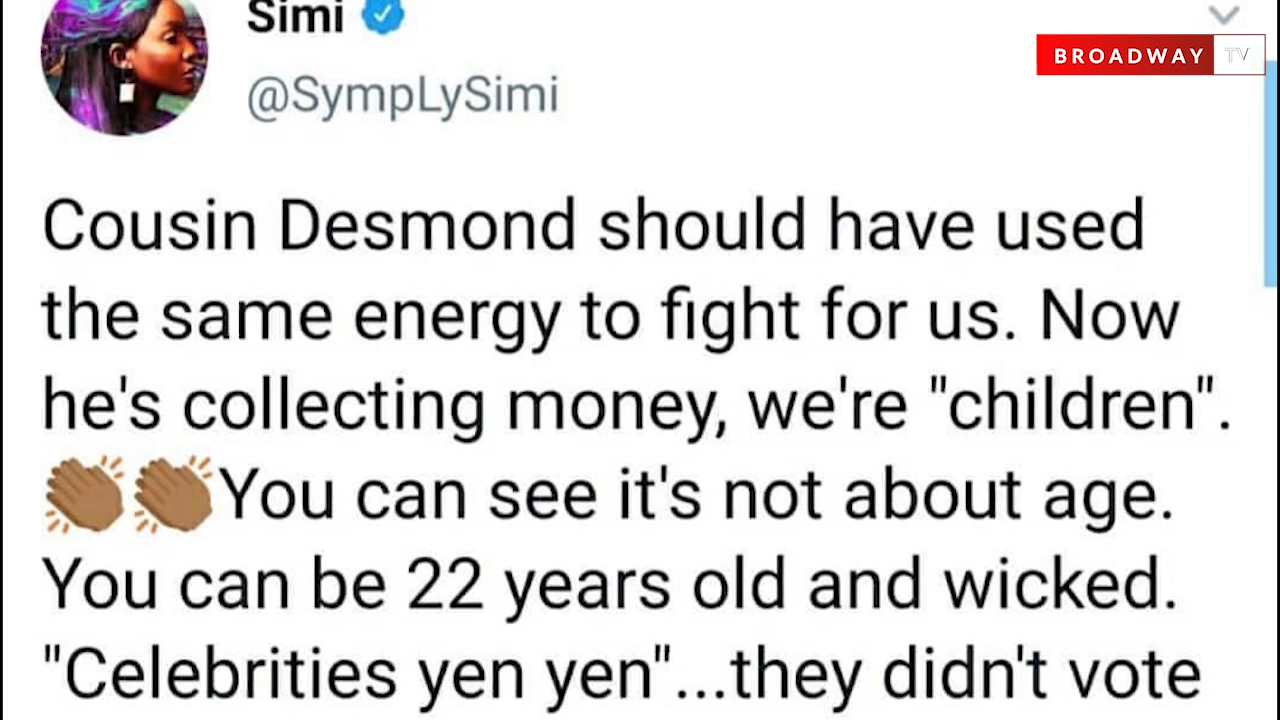 Simi
BROADWAY TV
@SympLySimi
Cousin Desmond should have used
the same energy to fight for us. Now
he's collecting money, we're "children".
👏🏾👏🏾You can see it's not about age.
You can be 22 years old and wicked.
"Celebrities yen yen"...they didn't vote